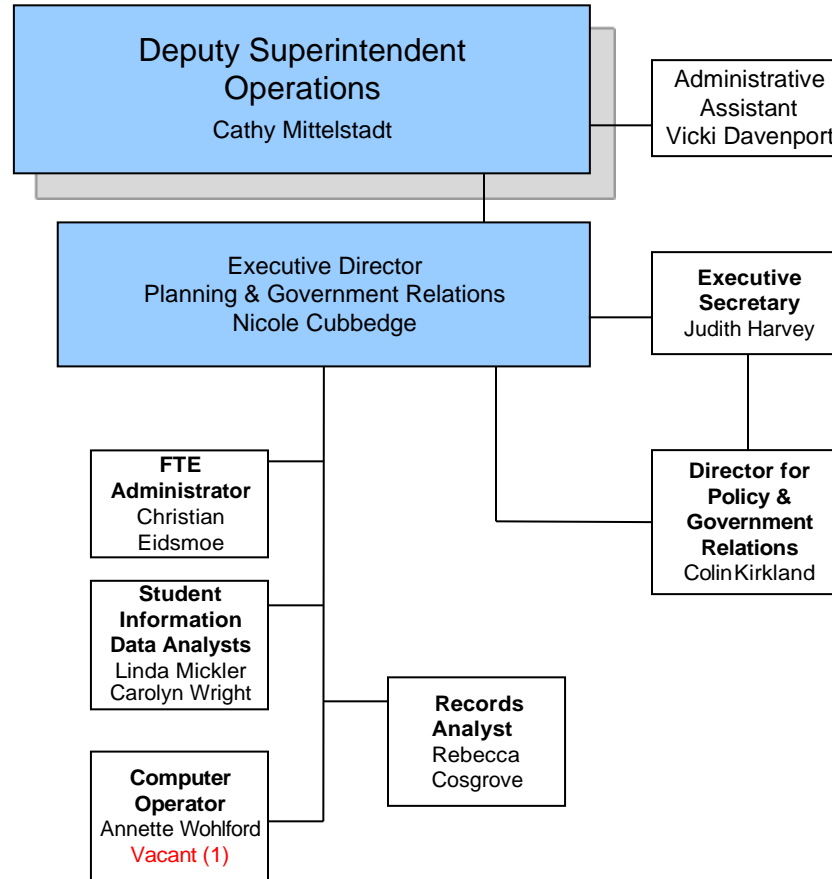 Deputy Superintendent
Operations
Cathy Mittelstadt
Administrative
Assistant
Vicki Davenport
Executive Director
Planning & Government Relations
Nicole Cubbedge
Executive
Secretary
Judith Harvey
FTE
Administrator
Christian
Eidsmoe
Director for
Policy &
Government
Relations
Colin Kirkland
Student
Information
Data Analysts
Linda Mickler
Carolyn Wright
Records
Analyst
Rebecca
Cosgrove
Computer
Operator
Annette Wohlford
Vacant (1)